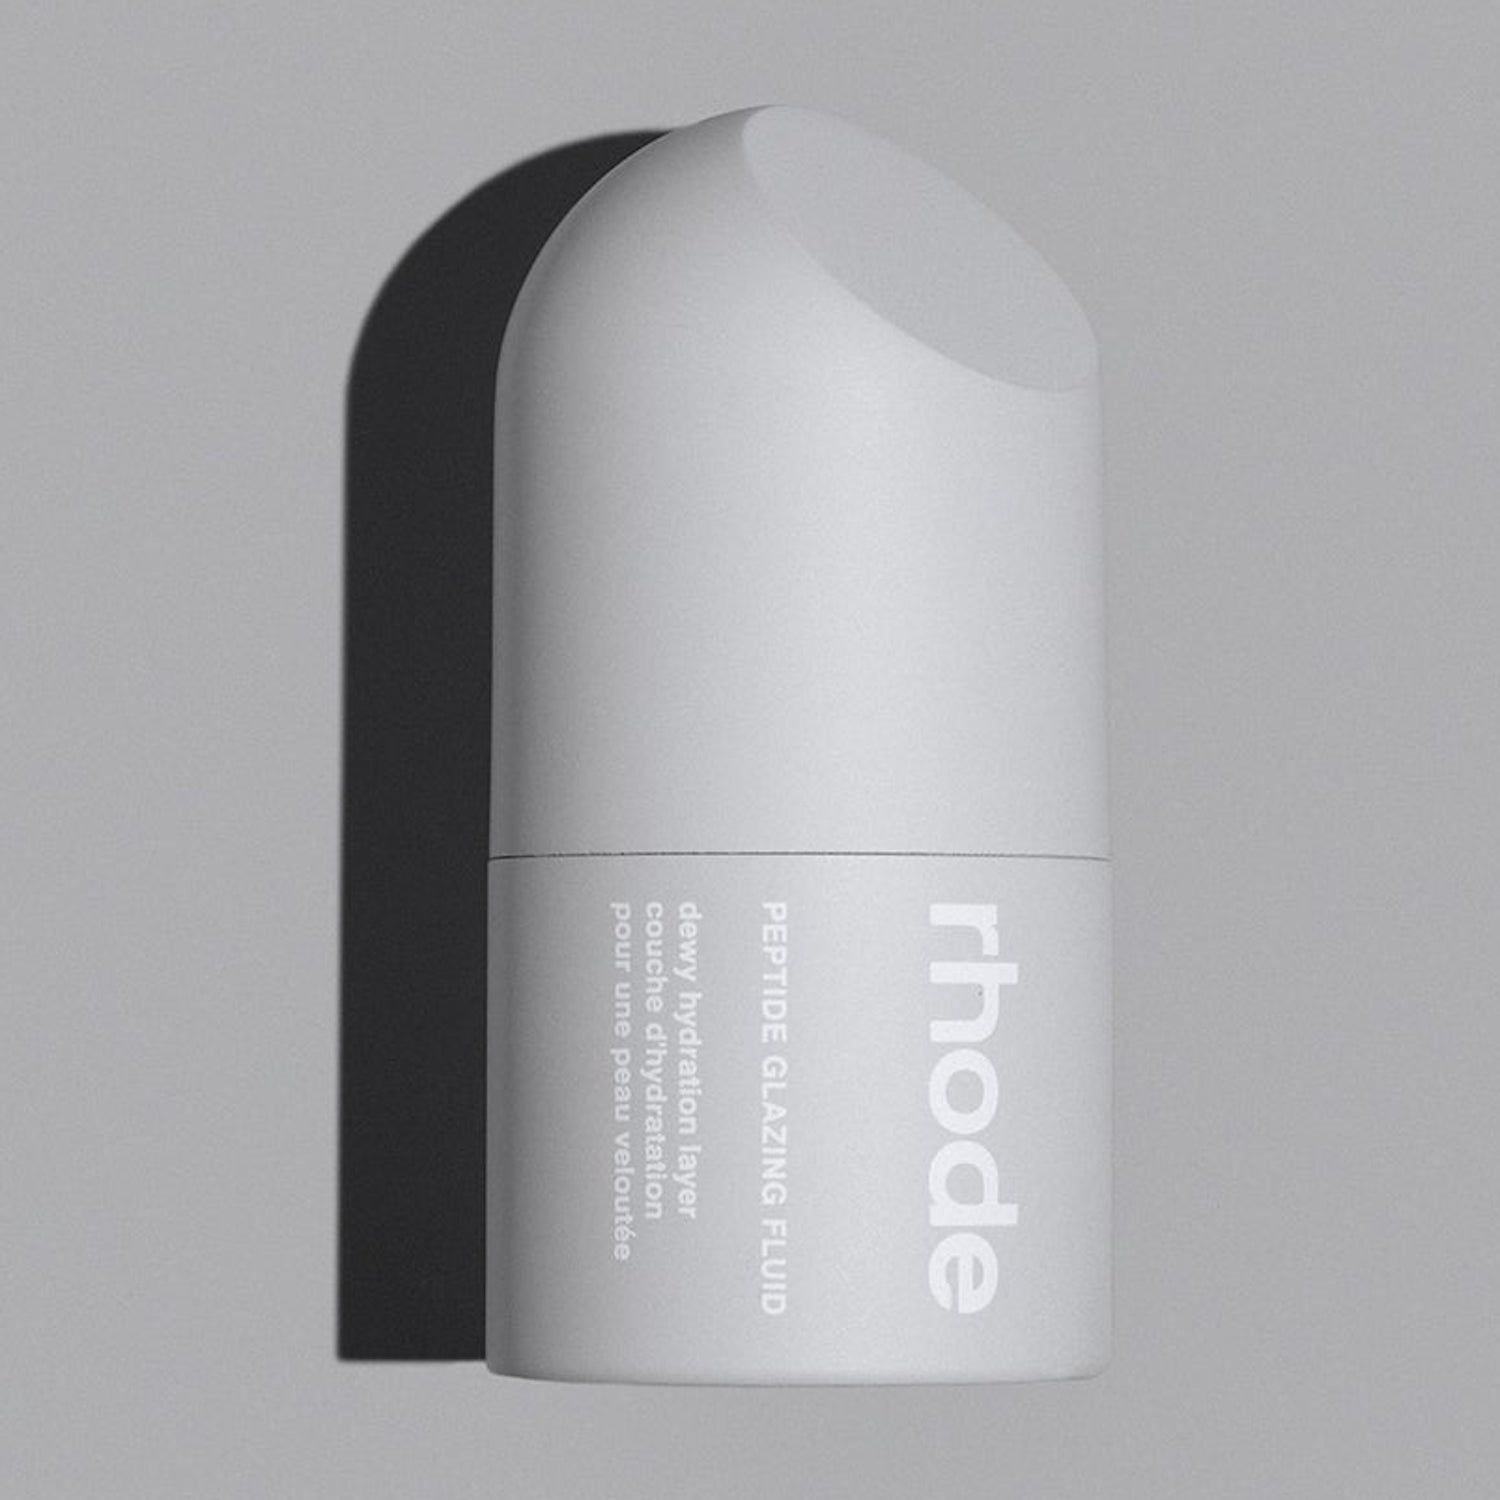 rhode
PEPTIDE GLAZING FLUID
dewy hydration layer
couche d'hydratation
pour une peau veloutée